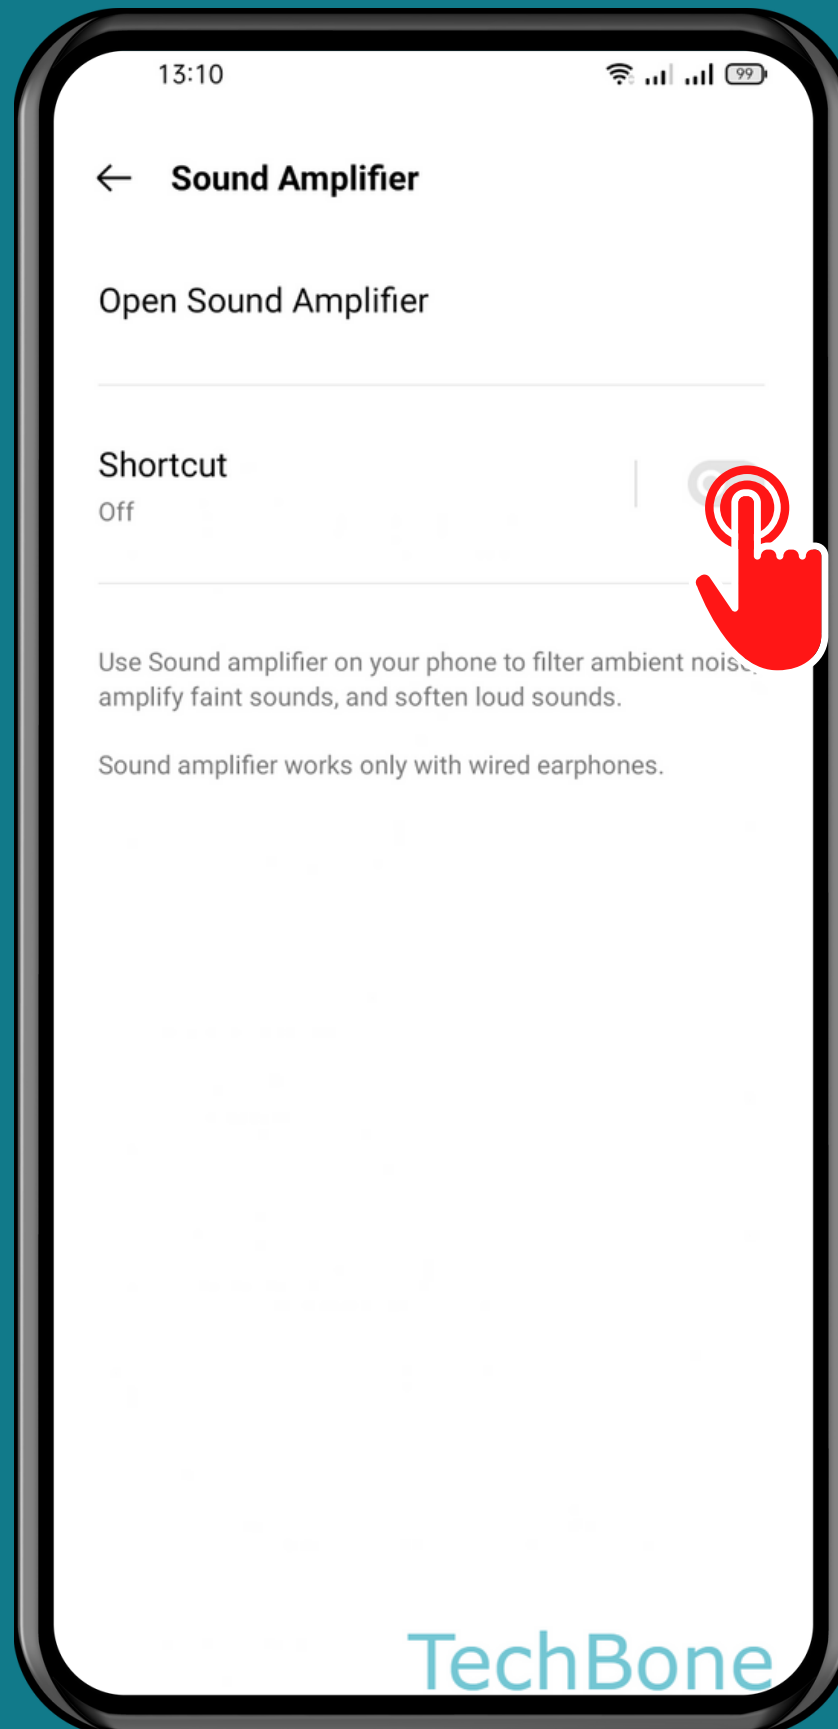 13:10
99
Sound Amplifier
Open Sound Amplifier
Shortcut
Off
Use Sound amplifier on your phone to filter ambient noise,
amplify faint sounds, and soften loud sounds.
Sound amplifier works only with wired earphones.
TechBone